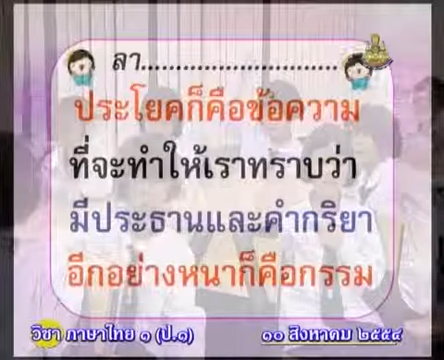 ลา..............................
ประโยคก็คือข้อความ
ที่จะทำให้เราทราบว่า
มีประธานและคำกริยา
อีกอย่างหนาก็คือกรรม
วิชา ภาษาไทย ๑ (ป.๑) ๑๐ สิงหาคม ๒๕๕๔